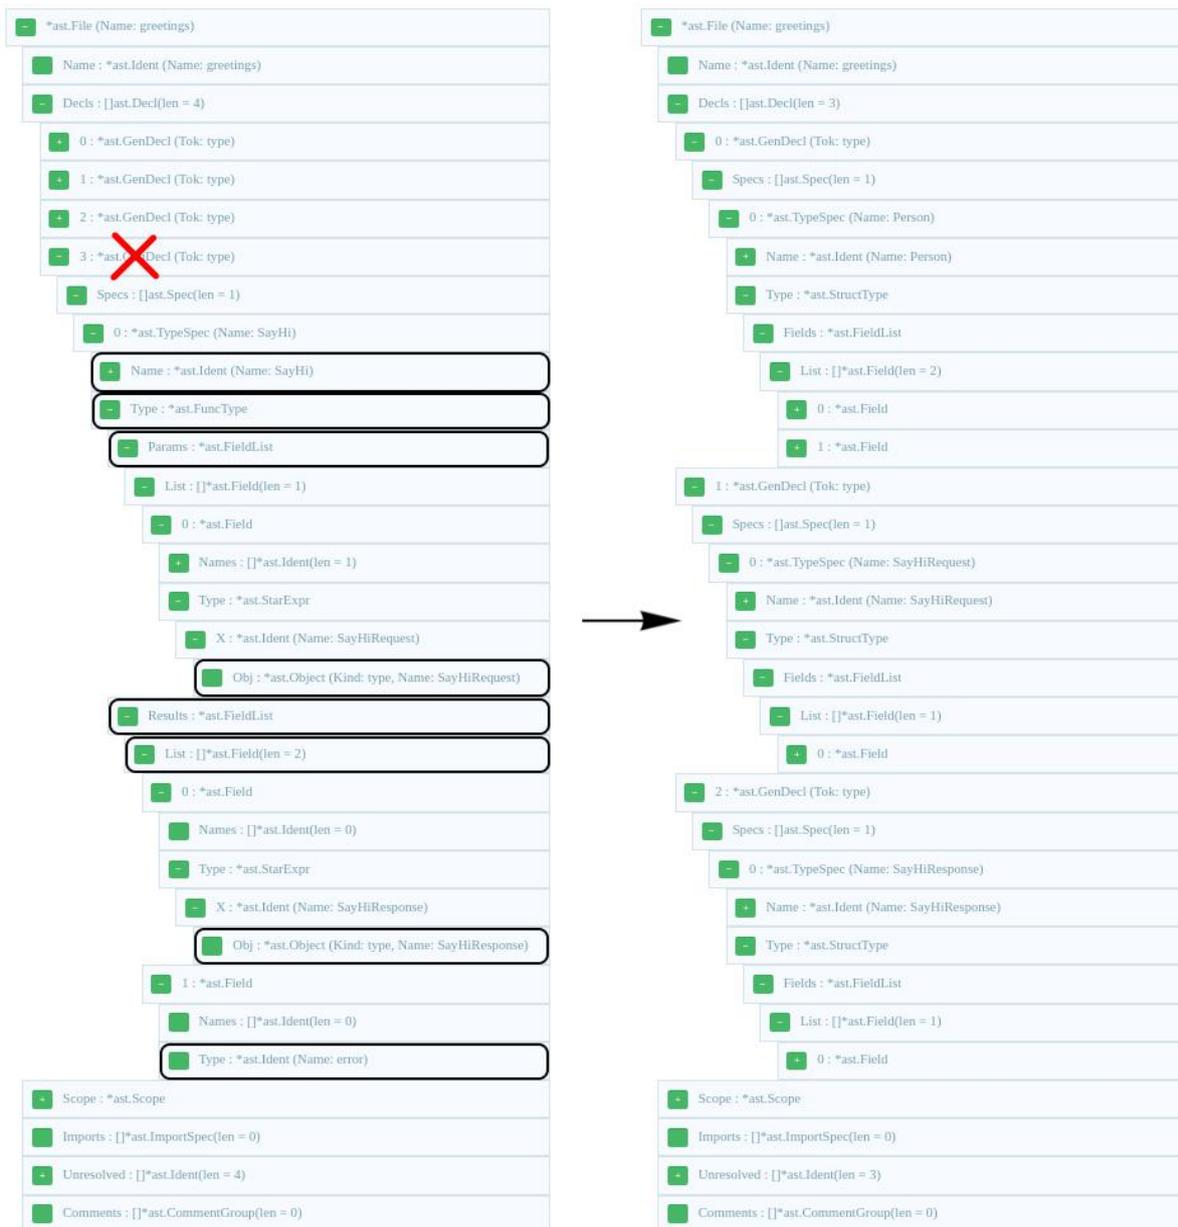 *ast.File (Name: greetings)
Name : *ast.Ident (Name: greetings)
Decls : []ast.Decl(len = 4)
0 : *ast.GenDecl (Tok: type)
1 : *ast.GenDecl (Tok: type)
2 : *ast.GenDecl (Tok: type)
3 : *ast.GenDecl (Tok: type)
Specs : []ast.Spec(len = 1)
0 : *ast.TypeSpec (Name: SayHi)
Name : *ast.Ident (Name: SayHi)
Type : *ast.FuncType
Params : *ast.FieldList
List : []*ast.Field(len = 1)
0 : *ast.Field
Names : []*ast.Ident(len = 1)
Type : *ast.StarExpr
X : *ast.Ident (Name: SayHiRequest)
Obj : *ast.Object (Kind: type, Name: SayHiRequest)
Results : *ast.FieldList
List : []*ast.Field(len = 2)
0 : *ast.Field
Names : []*ast.Ident(len = 0)
Type : *ast.StarExpr
X : *ast.Ident (Name: SayHiResponse)
Obj : *ast.Object (Kind: type, Name: SayHiResponse)
1 : *ast.Field
Names : []*ast.Ident(len = 0)
Type : *ast.Ident (Name: error)
Scope : *ast.Scope
Imports : []*ast.ImportSpec(len = 0)
Unresolved : []*ast.Ident(len = 4)
Comments : []*ast.CommentGroup(len = 0)
*ast.File (Name: greetings)
Name : *ast.Ident (Name: greetings)
Decls : []ast.Decl(len = 3)
0 : *ast.GenDecl (Tok: type)
Specs : []ast.Spec(len = 1)
0 : *ast.TypeSpec (Name: Person)
Name : *ast.Ident (Name: Person)
Type : *ast.StructType
Fields : *ast.FieldList
List : []*ast.Field(len = 2)
0 : *ast.Field
1 : *ast.Field
1 : *ast.GenDecl (Tok: type)
Specs : []ast.Spec(len = 1)
0 : *ast.TypeSpec (Name: SayHiRequest)
Name : *ast.Ident (Name: SayHiRequest)
Type : *ast.StructType
Fields : *ast.FieldList
List : []*ast.Field(len = 1)
0 : *ast.Field
2 : *ast.GenDecl (Tok: type)
Specs : []ast.Spec(len = 1)
0 : *ast.TypeSpec (Name: SayHiResponse)
Name : *ast.Ident (Name: SayHiResponse)
Type : *ast.StructType
Fields : *ast.FieldList
List : []*ast.Field(len = 1)
0 : *ast.Field
Scope : *ast.Scope
Imports : []*ast.ImportSpec(len = 0)
Unresolved : []*ast.Ident(len = 3)
Comments : []*ast.CommentGroup(len = 0)